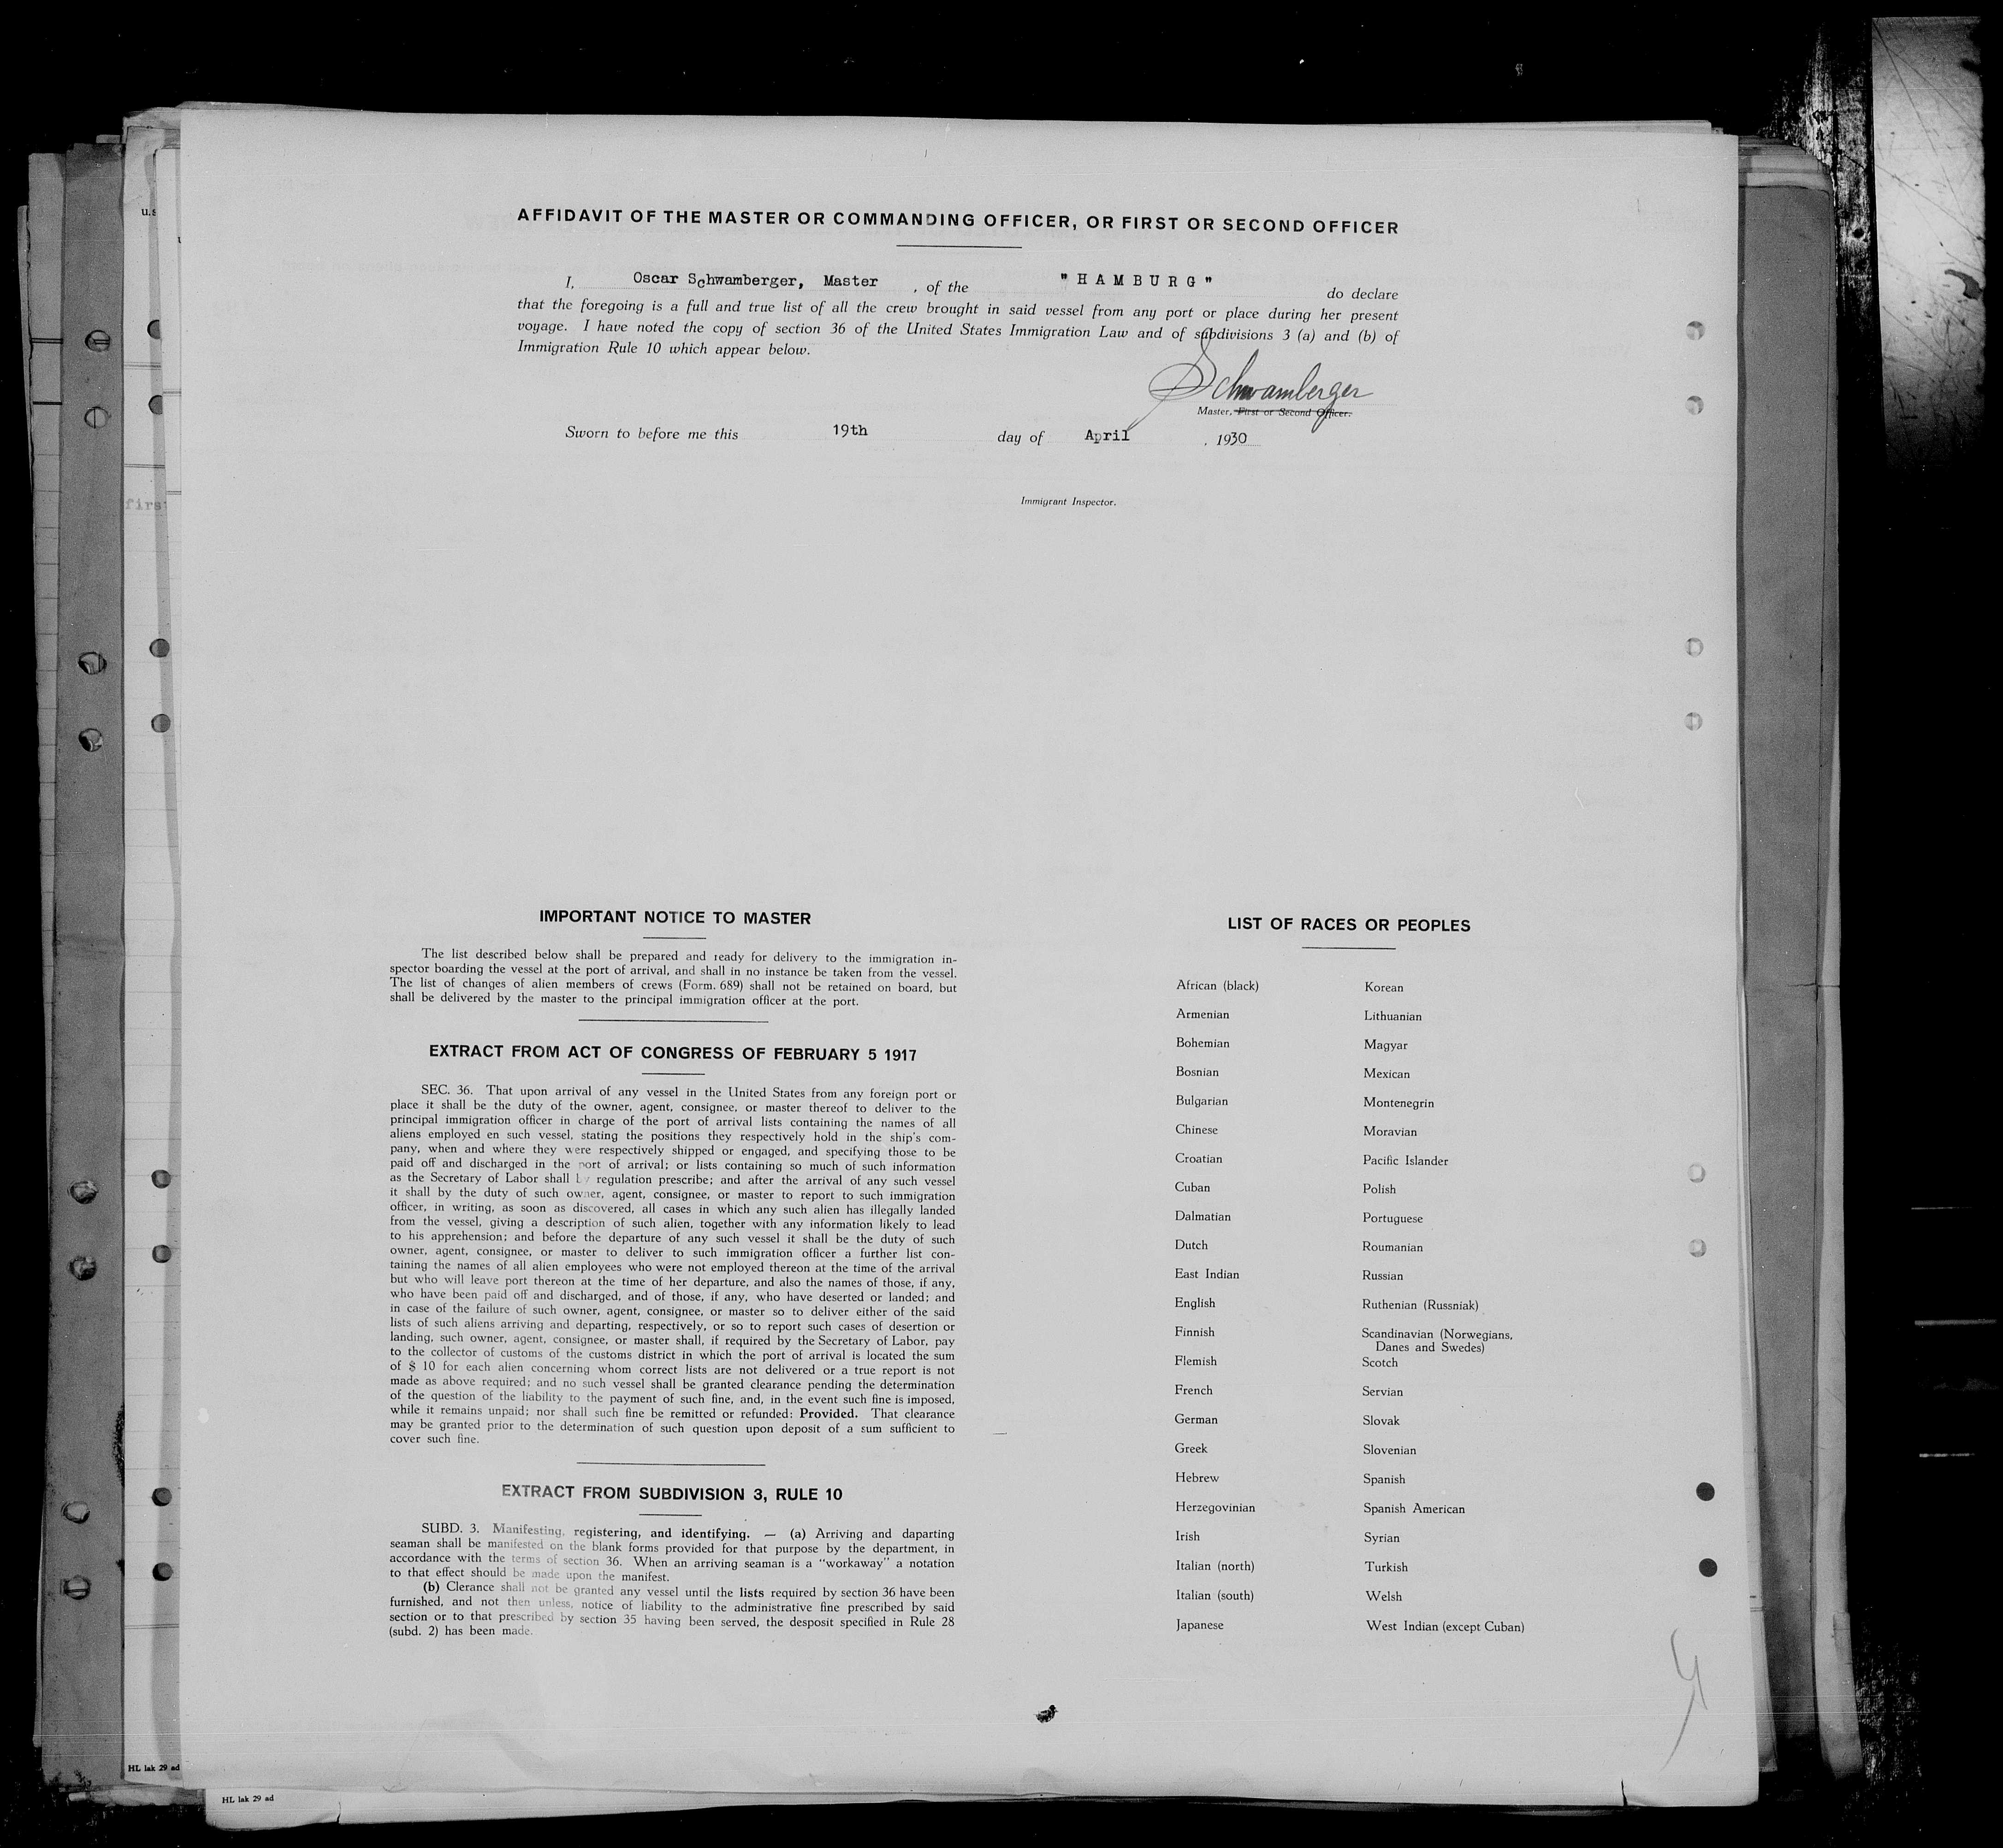 AFFIDAVIT OF THE MASTER OR COMMANDING OFFICER, OR FIRST OR SECOND OFFICER
I, Oscar Schwamberger, Master , of the "HAMBURG" do declare
that the foregoing is a full and true list of all the crew brought in said vessel from any port or place during her present
voyage. I have noted the copy of section 36 of the United States Immigration Law and of subdivisions 3 (a) and (b) of
Immigration Rule 10 which appear below.
Schwamberger
Master, First or Second Officer.
Sworn to before me this 19th day of April , 1930
Immigrant Inspector.
IMPORTANT NOTICE TO MASTER
The list described below shall be prepared and ready for delivery to the immigration in-
spector boarding the vessel at the port of arrival, and shall in no instance be taken from the vessel.
The list of changes of alien members of crews (Form. 689) shall not be retained on board, but
shall be delivered by the master to the principal immigration officer at the port.
EXTRACT FROM ACT OF CONGRESS OF FEBRUARY 5 1917
SEC. 36. That upon arrival of any vessel in the United States from any foreign port or
place it shall be the duty of the owner, agent, consignee, or master thereof to deliver to the
principal immigration officer in charge of the port of arrival lists containing the names of all
aliens employed en such vessel, stating the positions they respectively hold in the ship's com-
pany, when and where they were respectively shipped or engaged, and specifying those to be
paid off and discharged in the port of arrival; or lists containing so much of such information
as the Secretary of Labor shall by regulation prescribe; and after the arrival of any such vessel
it shall by the duty of such owner, agent, consignee, or master to report to such immigration
officer, in writing, as soon as discovered, all cases in which any such alien has illegally landed
from the vessel, giving a description of such alien, together with any information likely to lead
to his apprehension; and before the departure of any such vessel it shall be the duty of such
owner, agent, consignee, or master to deliver to such immigration officer a further list con-
taining the names of all alien employees who were not employed thereon at the time of the arrival
but who will leave port thereon at the time of her departure, and also the names of those, if any,
who have been paid off and discharged, and of those, if any, who have deserted or landed; and
in case of the failure of such owner, agent, consignee, or master so to deliver either of the said
lists of such aliens arriving and departing, respectively, or so to report such cases of desertion or
landing, such owner, agent, consignee, or master shall, if required by the Secretary of Labor, pay
to the collector of customs of the customs district in which the port of arrival is located the sum
of $ 10 for each alien concerning whom correct lists are not delivered or a true report is not
made as above required; and no such vessel shall be granted clearance pending the determination
of the question of the liability to the payment of such fine, and, in the event such fine is imposed,
while it remains unpaid; nor shall such fine be remitted or refunded: Provided. That clearance
may be granted prior to the determination of such question upon deposit of a sum sufficient to
cover such fine.
EXTRACT FROM SUBDIVISION 3, RULE 10
SUBD. 3. Manifesting, registering, and identifying. — (a) Arriving and daparting
seaman shall be manifested on the blank forms provided for that purpose by the department, in
accordance with the terms of section 36. When an arriving seaman is a "workaway" a notation
to that effect should be made upon the manifest.
(b) Clerance shall not be granted any vessel until the lists required by section 36 have been
furnished, and not then unless, notice of liability to the administrative fine prescribed by said
section or to that prescribed by section 35 having been served, the desposit specified in Rule 28
(subd. 2) has been made.
LIST OF RACES OR PEOPLES
African (black)
Armenian
Bohemian
Bosnian
Bulgarian
Chinese
Croatian
Cuban
Dalmatian
Dutch
East Indian
English
Finnish
Flemish
French
German
Greek
Hebrew
Herzegovinian
Irish
Italian (north)
Italian (south)
Japanese
Korean
Lithuanian
Magyar
Mexican
Montenegrin
Moravian
Pacific Islander
Polish
Portuguese
Roumanian
Russian
Ruthenian (Russniak)
Scandinavian (Norwegians,
Danes and Swedes)
Scotch
Servian
Slovak
Slovenian
Spanish
Spanish American
Syrian
Turkish
Welsh
West Indian (except Cuban)
HL lak 29 ad
HL lak 29 ad